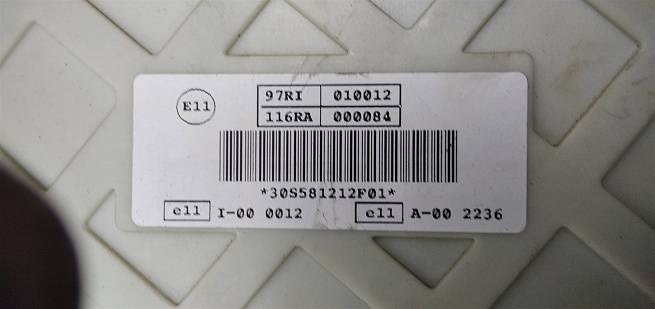 E11
97RI 010012
116RA 000084
*30S581212F01*
e11 I-00 0012 e11 A-00 2236